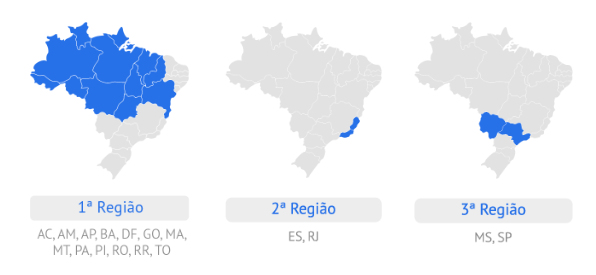 1ª Região
AC, AM, AP, BA, DF, GO, MA,
MT, PA, PI, RO, RR, TO
2ª Região
ES, RJ
3ª Região
MS, SP